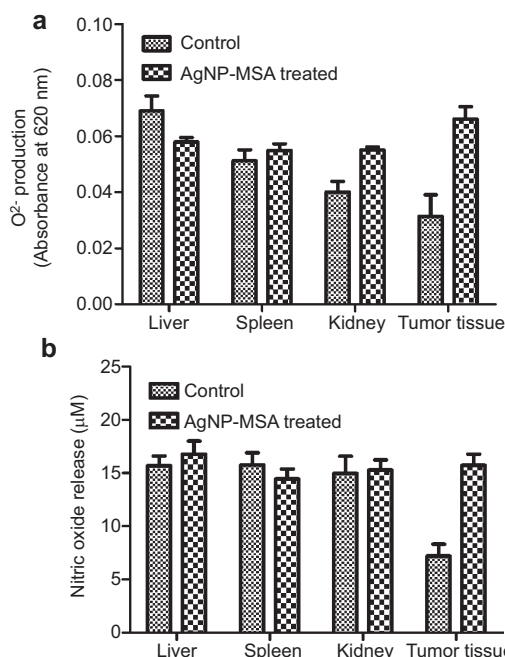 a
Control
AgNP-MSA treated
O²⁻ production
(Absorbance at 620 nm)
0.10
0.08
0.06
0.04
0.02
0.00
Liver Spleen Kidney Tumor tissue
b
Control
AgNP-MSA treated
Nitric oxide release (μM)
25
20
15
10
5
0
Liver Spleen Kidney Tumor tissue